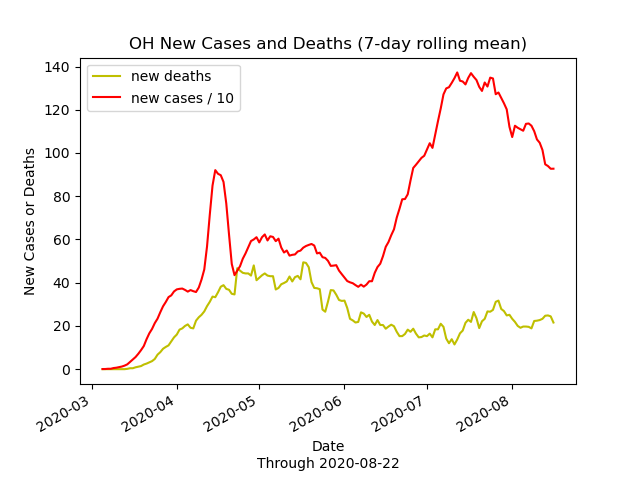 OH New Cases and Deaths (7-day rolling mean)
new deaths
new cases / 10
140
120
100
80
60
40
20
0
New Cases or Deaths
2020-03
2020-04
2020-05
2020-06
2020-07
2020-08
Date
Through 2020-08-22